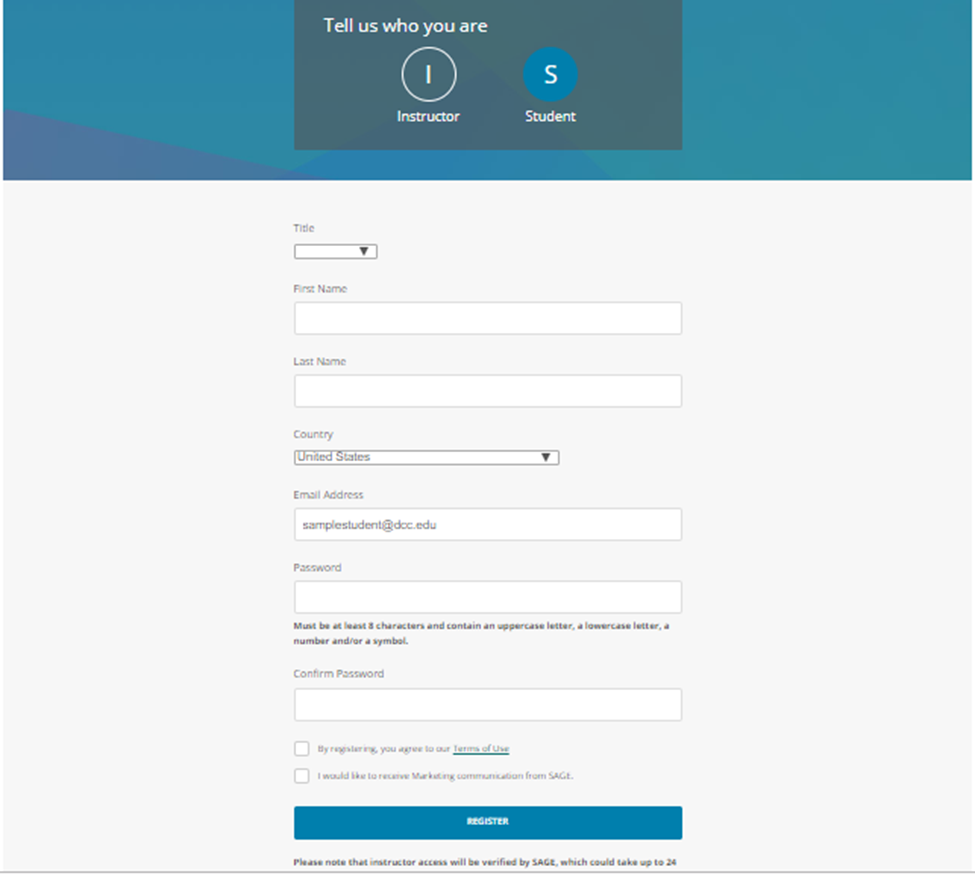 Tell us who you are
I S
Instructor Student
Title
First Name
Last Name
Country
United States
Email Address
samplestudent@dcc.edu
Password
Must be at least 8 characters and contain an uppercase letter, a lowercase letter, a
number and/or a symbol.
Confirm Password
By registering, you agree to our Terms of Use
I would like to receive Marketing communication from SAGE.
REGISTER
Please note that instructor access will be verified by SAGE, which could take up to 24